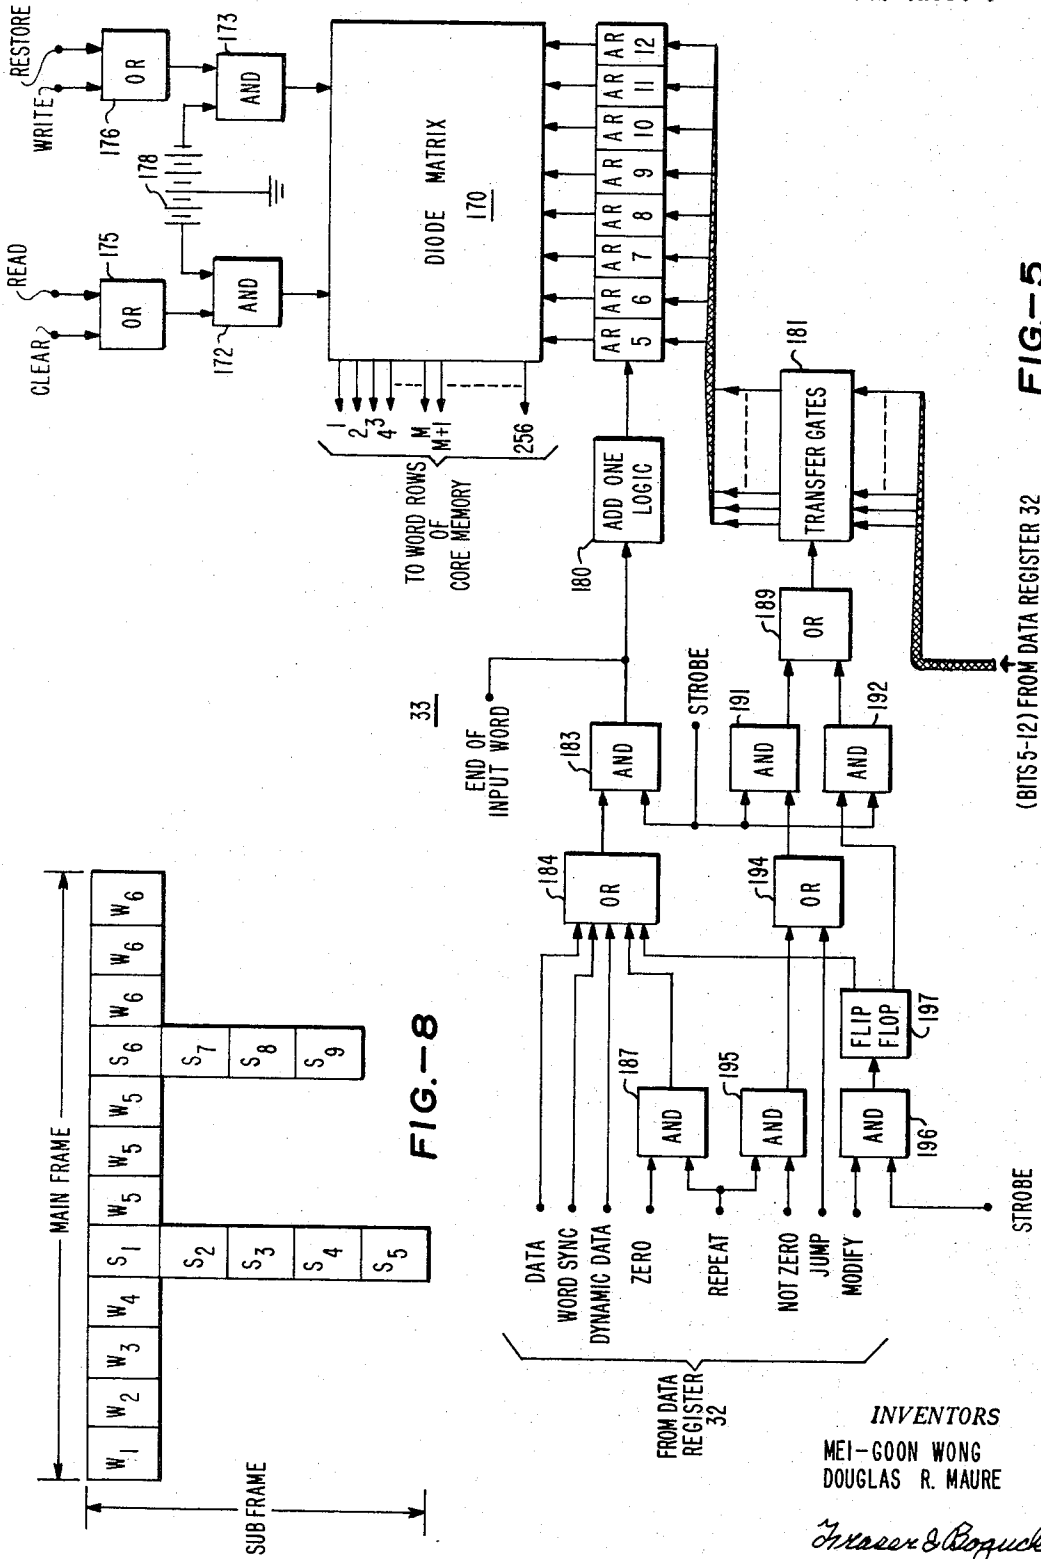 RESTORE
WRITE
OR
176
AND
173
178
READ
CLEAR
OR
175
AND
172
DIODE MATRIX
170
1
2
3
4
M
M+1
256
TO WORD ROWS
OF
CORE MEMORY
AR 5
AR 6
AR 7
AR 8
AR 9
AR 10
AR 11
AR 12
ADD ONE
LOGIC
180
TRANSFER GATES
181
OR
189
33
END OF
INPUT WORD
STROBE
AND
183
AND
191
AND
192
OR
184
OR
194
FLIP
FLOP
197
AND
187
AND
195
AND
196
DATA
WORD SYNC
DYNAMIC DATA
ZERO
REPEAT
NOT ZERO
JUMP
MODIFY
STROBE
FROM DATA
REGISTER
32
(BITS 5-12) FROM DATA REGISTER 32
FIG.-5
MAIN FRAME
SUB FRAME
W1 W2 W3 W4 S1 W5 W5 W5 S6 W6 W6 W6
S2
S3
S4
S5
S7
S8
S9
FIG.-8
INVENTORS
MEI-GOON WONG
DOUGLAS R. MAURE
Fraser & Boguck